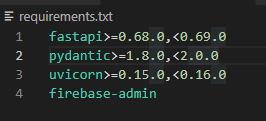 requirements.txt
1 fastapi>=0.68.0,<0.69.0
2 pydantic>=1.8.0,<2.0.0
3 uvicorn>=0.15.0,<0.16.0
4 firebase-admin